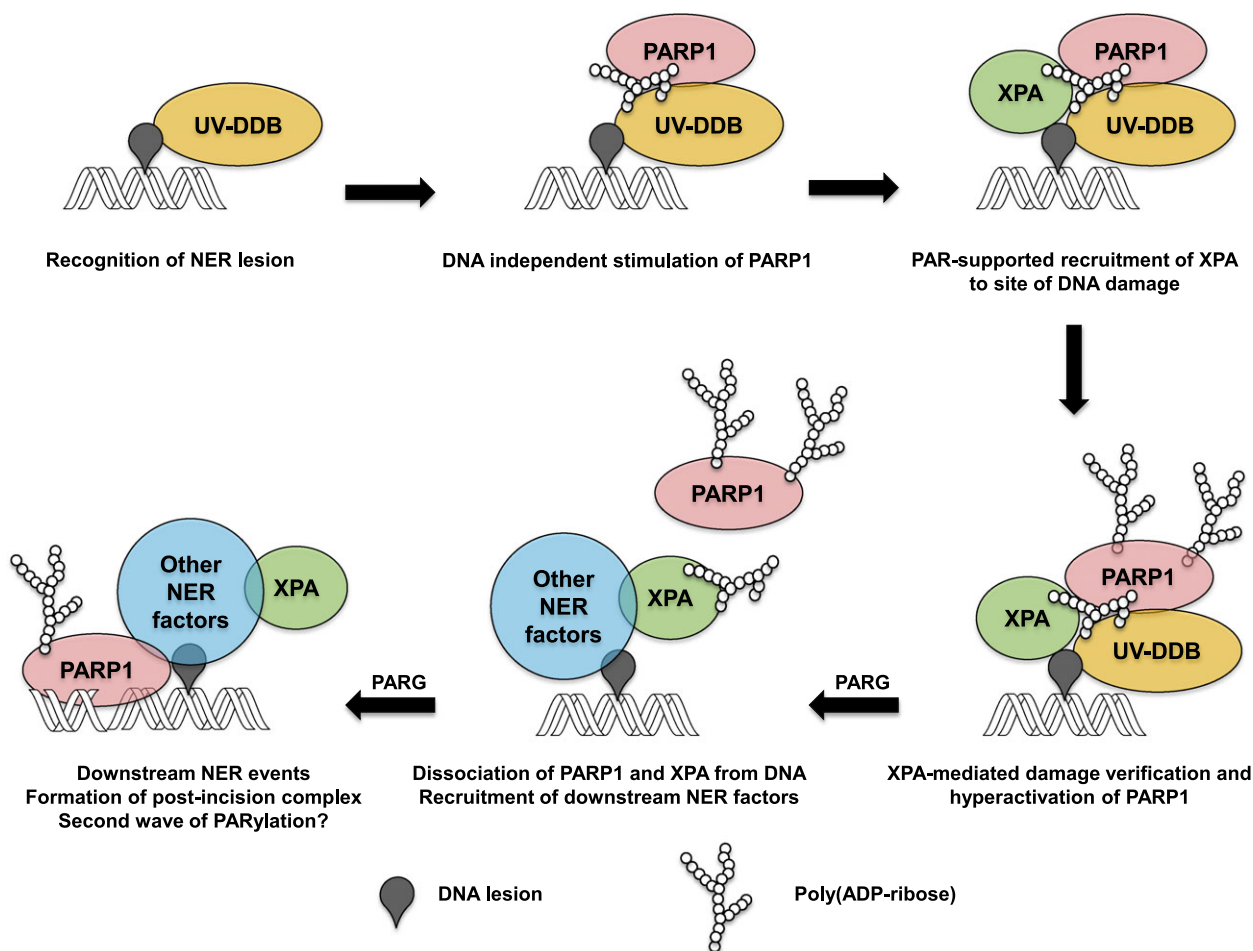 UV-DDB
Recognition of NER lesion
PARP1
UV-DDB
DNA independent stimulation of PARP1
PARP1
XPA
UV-DDB
PAR-supported recruitment of XPA
to site of DNA damage
PARP1
XPA
UV-DDB
XPA-mediated damage verification and
hyperactivation of PARP1
PARG
PARP1
Other
NER
factors
XPA
Dissociation of PARP1 and XPA from DNA
Recruitment of downstream NER factors
PARG
Other
NER
factors
XPA
PARP1
Downstream NER events
Formation of post-incision complex
Second wave of PARylation?
DNA lesion
Poly(ADP-ribose)